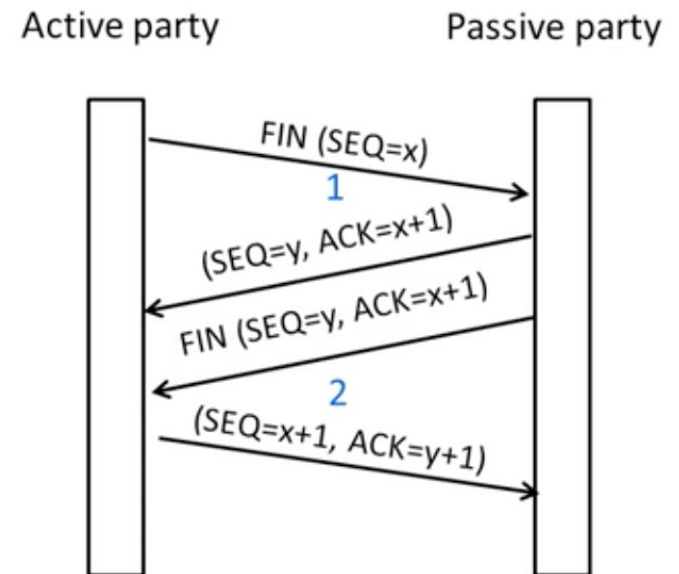 Active party
Passive party
FIN (SEQ=x)
1
(SEQ=y, ACK=x+1)
FIN (SEQ=y, ACK=x+1)
2
(SEQ=x+1, ACK=y+1)